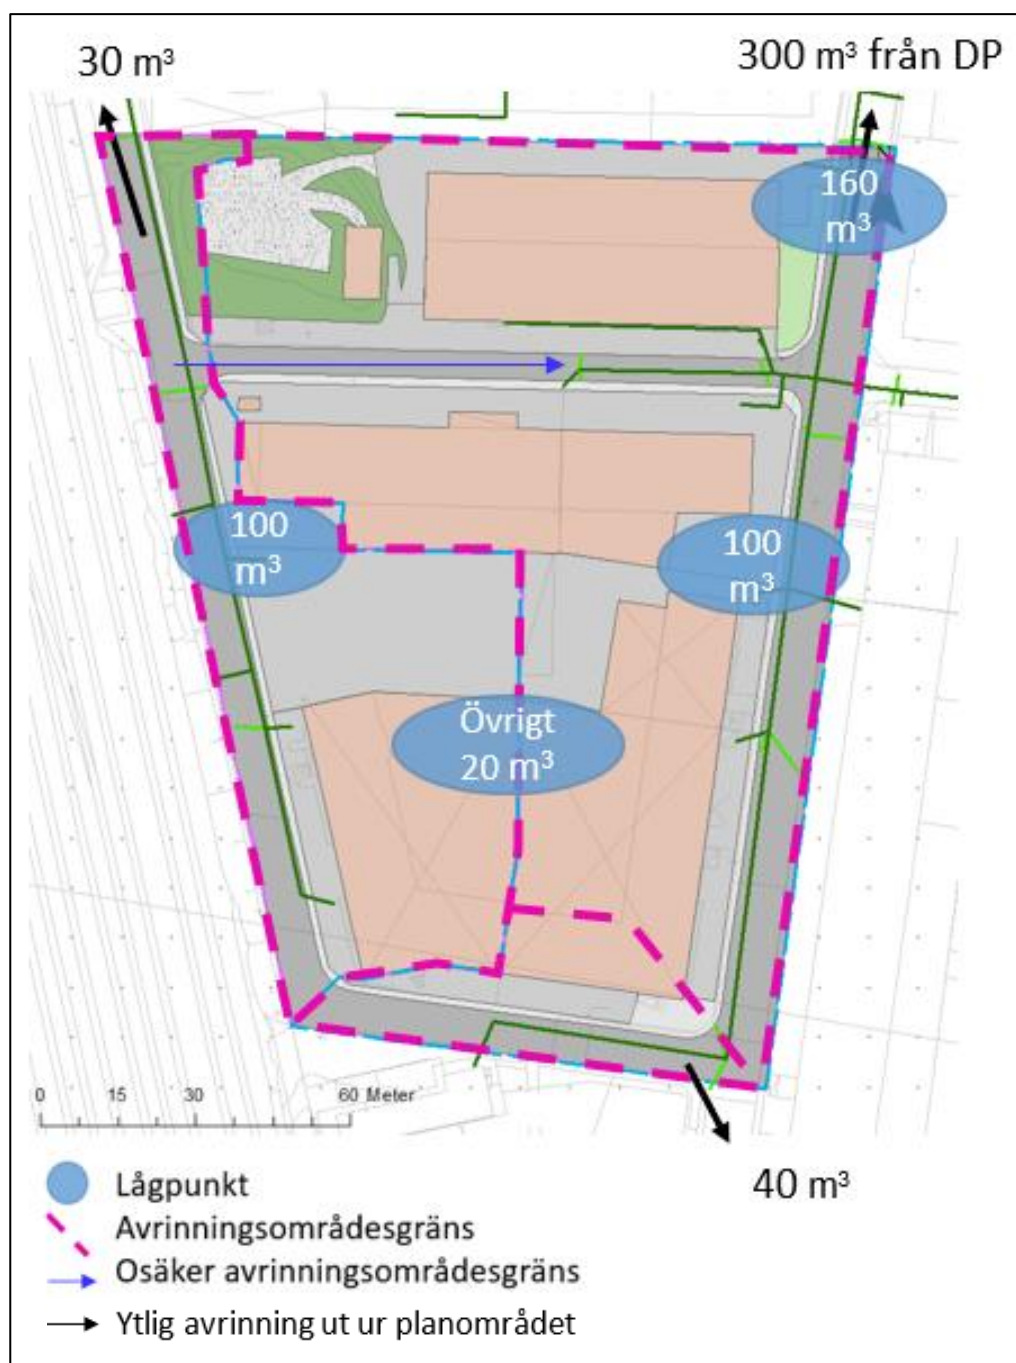 30 m³
300 m³ från DP
160
m³
100
m³
100
m³
Övrigt
20 m³
0 15 30 60 Meter
40 m³
Lågpunkt
Avrinningsområdesgräns
Osäker avrinningsområdesgräns
Ytlig avrinning ut ur planområdet